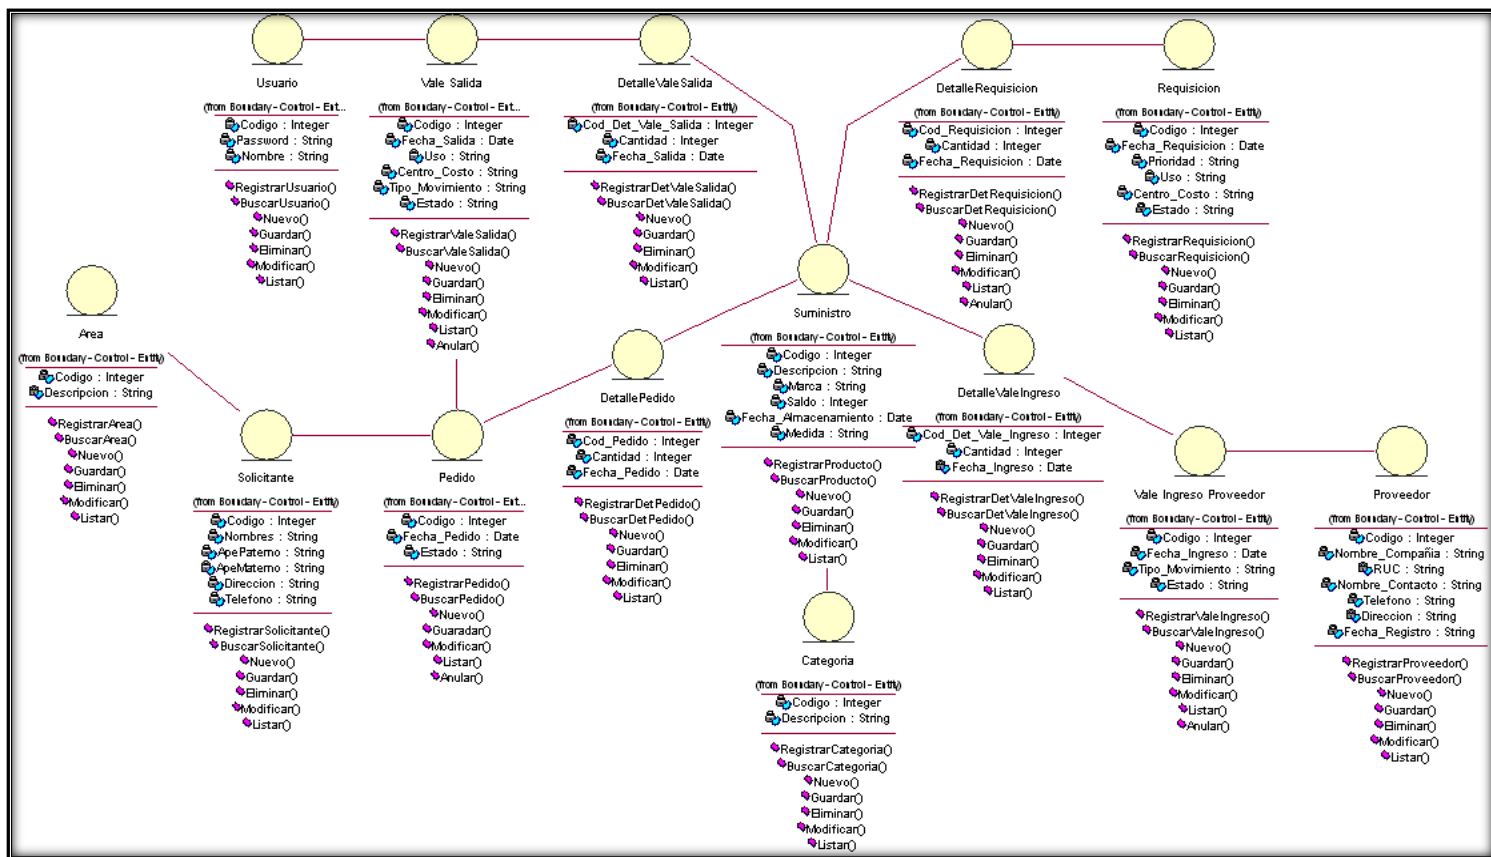 Usuario
(from Boundary - Control - Ent...
Codigo : Integer
Password : String
Nombre : String
RegistrarUsuario()
BuscarUsuario()
Nuevo()
Guardar()
Eliminar()
Modificar()
Listar()
Vale Salida
(from Boundary - Control - Ent...
Codigo : Integer
Fecha_Salida : Date
Uso : String
Centro_Costo : String
Tipo_Movimiento : String
Estado : String
RegistrarValeSalida()
BuscarValeSalida()
Nuevo()
Guardar()
Eliminar()
Modificar()
Listar()
Anular()
DetalleValeSalida
(from Boundary - Control - Entity)
Cod_Det_Vale_Salida : Integer
Cantidad : Integer
Fecha_Salida : Date
RegistrarDetValeSalida()
BuscarDetValeSalida()
Nuevo()
Guardar()
Eliminar()
Modificar()
Listar()
DetalleRequisicion
(from Boundary - Control - Entity)
Cod_Requisicion : Integer
Cantidad : Integer
Fecha_Requisicion : Date
RegistrarDetRequisicion()
BuscarDetRequisicion()
Nuevo()
Guardar()
Eliminar()
Modificar()
Listar()
Anular()
Requisicion
(from Boundary - Control - Entity)
Codigo : Integer
Fecha_Requisicion : Date
Prioridad : String
Uso : String
Centro_Costo : String
Estado : String
RegistrarRequisicion()
BuscarRequisicion()
Nuevo()
Guardar()
Eliminar()
Modificar()
Listar()
Area
(from Boundary - Control - Entity)
Codigo : Integer
Descripcion : String
RegistrarArea()
BuscarArea()
Nuevo()
Guardar()
Eliminar()
Modificar()
Listar()
Solicitante
(from Boundary - Control - Entity)
Codigo : Integer
Nombres : String
ApePaterno : String
ApeMaterno : String
Direccion : String
Telefono : String
RegistrarSolicitante()
BuscarSolicitante()
Nuevo()
Guardar()
Eliminar()
Modificar()
Listar()
Pedido
(from Boundary - Control - Ent...
Codigo : Integer
Fecha_Pedido : Date
Estado : String
RegistrarPedido()
BuscarPedido()
Nuevo()
Guaradar()
Modificar()
Listar()
Anular()
DetallePedido
(from Boundary - Control - Entity)
Cod_Pedido : Integer
Cantidad : Integer
Fecha_Pedido : Date
RegistrarDetPedido()
BuscarDetPedido()
Nuevo()
Guardar()
Eliminar()
Modificar()
Listar()
Suministro
(from Boundary - Control - Entity)
Codigo : Integer
Descripcion : String
Marca : String
Saldo : Integer
Fecha_Almacenamiento : Date
Medida : String
RegistrarProducto()
BuscarProducto()
Nuevo()
Guardar()
Eliminar()
Modificar()
Listar()
DetalleValeIngreso
(from Boundary - Control - Entity)
Cod_Det_Vale_Ingreso : Integer
Cantidad : Integer
Fecha_Ingreso : Date
RegistrarDetValeIngreso()
BuscarDetValeIngreso()
Nuevo()
Guardar()
Eliminar()
Modificar()
Listar()
Vale Ingreso Proveedor
(from Boundary - Control - Entity)
Codigo : Integer
Fecha_Ingreso : Date
Tipo_Movimiento : String
Estado : String
RegistrarValeIngreso()
BuscarValeIngreso()
Nuevo()
Guardar()
Eliminar()
Modificar()
Listar()
Anular()
Proveedor
(from Boundary - Control - Entity)
Codigo : Integer
Nombre_Compañia : String
RUC : String
Nombre_Contacto : String
Telefono : String
Direccion : String
Fecha_Registro : String
RegistrarProveedor()
BuscarProveedor()
Nuevo()
Guardar()
Eliminar()
Modificar()
Listar()
Categoria
(from Boundary - Control - Entity)
Codigo : Integer
Descripcion : String
RegistrarCategoria()
BuscarCategoria()
Nuevo()
Guardar()
Eliminar()
Modificar()
Listar()